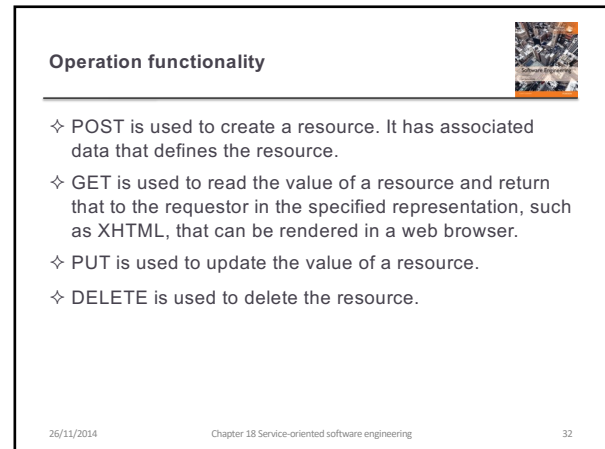 Operation functionality
Software Engineering
✧ POST is used to create a resource. It has associated
data that defines the resource.
✧ GET is used to read the value of a resource and return
that to the requestor in the specified representation, such
as XHTML, that can be rendered in a web browser.
✧ PUT is used to update the value of a resource.
✧ DELETE is used to delete the resource.
26/11/2014 Chapter 18 Service-oriented software engineering 32